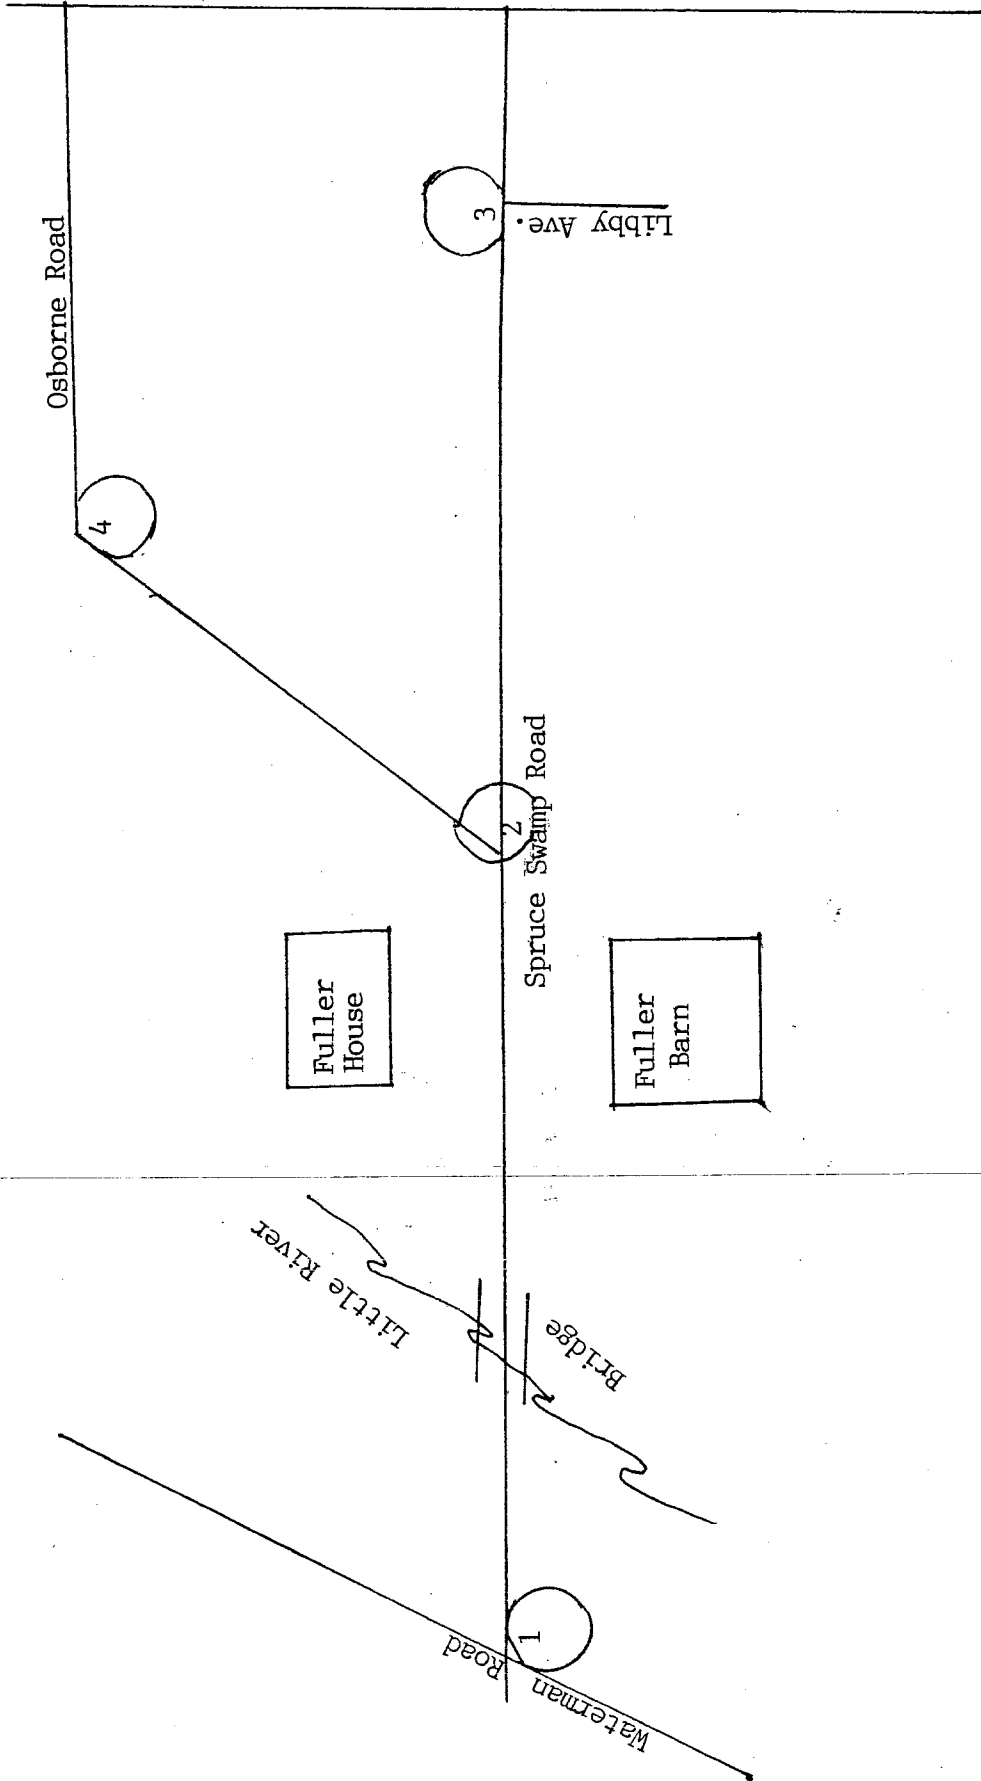 Osborne Road
4
3
Libby Ave.
2
Spruce Swamp Road
Fuller
House
Fuller
Barn
Little River
Bridge
1
Waterman Road